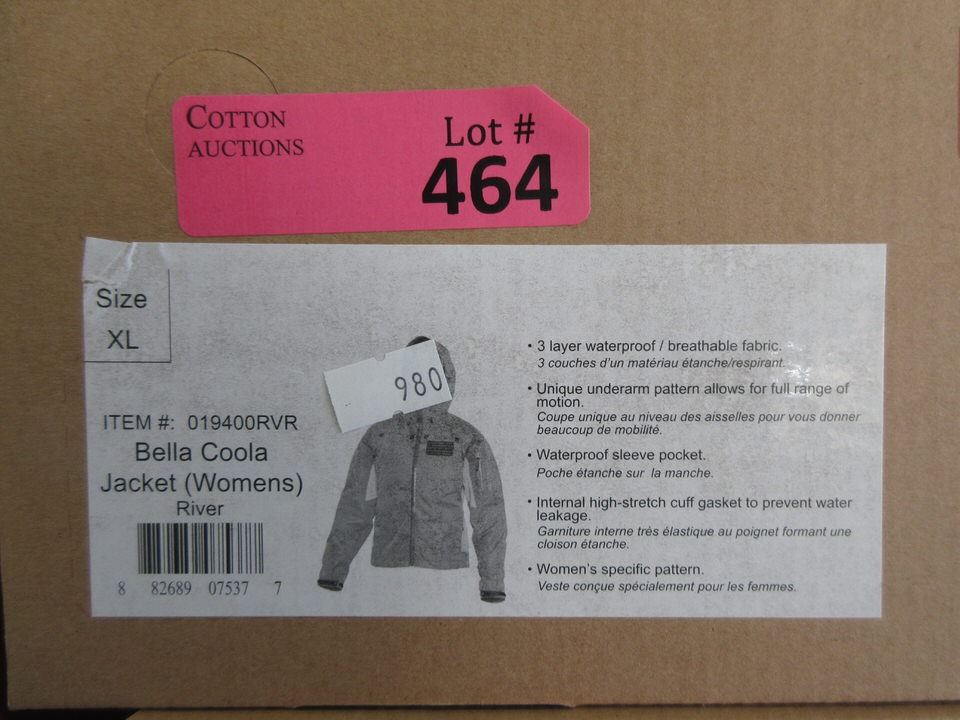 COTTON
AUCTIONS
Lot #
464
Size
XL
980
ITEM #: 019400RVR
Bella Coola
Jacket (Womens)
River
8 82689 07537 7
• 3 layer waterproof / breathable fabric.
3 couches d'un matériau étanche/respirant.
• Unique underarm pattern allows for full range of
motion.
Coupe unique au niveau des aisselles pour vous donner
beaucoup de mobilité.
• Waterproof sleeve pocket.
Poche étanche sur la manche.
• Internal high-stretch cuff gasket to prevent water
leakage.
Garniture interne très élastique au poignet formant une
cloison étanche.
• Women's specific pattern.
Veste conçue spécialement pour les femmes.